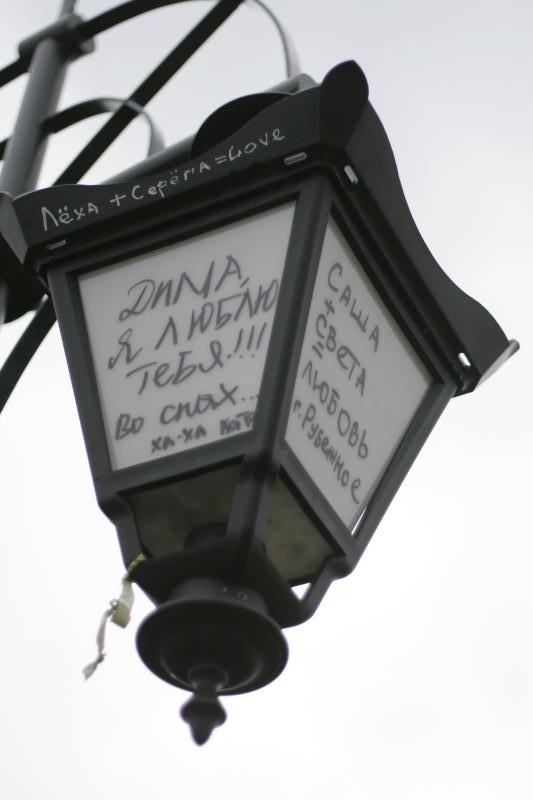 Лёха + Серёга = Love
ДИМА,
Я ЛЮБЛЮ
ТЕБЯ!!!
Во снах...
ха-ха
САША
+
СВЕТА
=
ЛЮБОВЬ
г. Рубежное